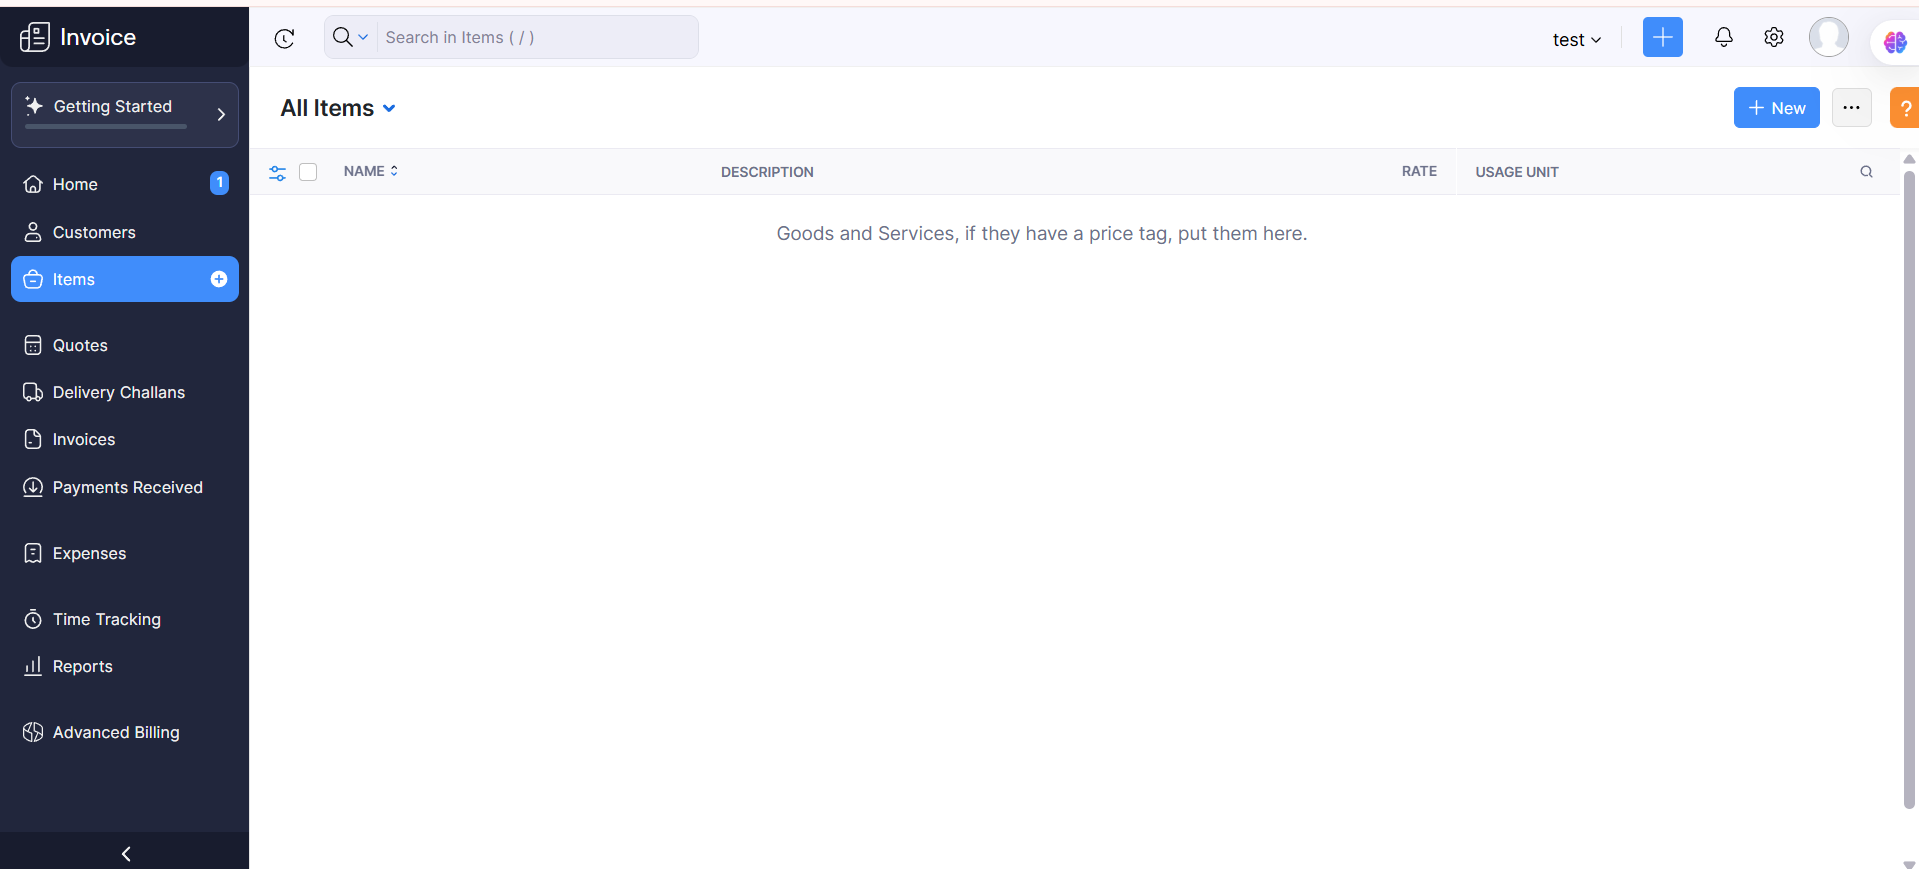 Invoice
Search in Items ( / )
test
Getting Started
All Items
New
?
NAME
DESCRIPTION
RATE
USAGE UNIT
Home
1
Customers
Goods and Services, if they have a price tag, put them here.
Items
Quotes
Delivery Challans
Invoices
Payments Received
Expenses
Time Tracking
Reports
Advanced Billing